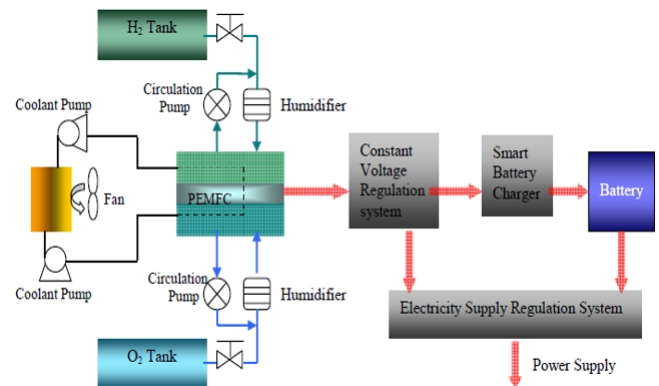 H₂ Tank
Coolant Pump
Circulation
Pump
Humidifier
Constant
Voltage
Regulation
system
Smart
Battery
Charger
Battery
Fan
PEMFC
Coolant Pump
Circulation
Pump
Humidifier
Electricity Supply Regulation System
O₂ Tank
Power Supply